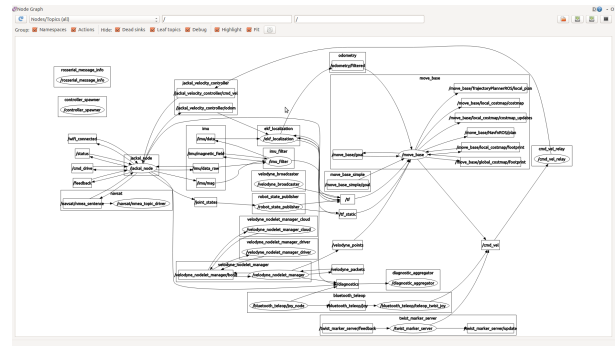 Node Graph
Nodes/Topics (all)
/
/
Group:
Namespaces
Actions
Hide:
Dead sinks
Leaf topics
Debug
Highlight
Fit
rosserial_message_info
/rosserial_message_info
controller_spawner
/controller_spawner
jackal_velocity_controller
/jackal_velocity_controller/cmd_vel
/jackal_velocity_controller/odom
odometry
/odometry/filtered
move_base
/move_base/TrajectoryPlannerROS/local_plan
/move_base/local_costmap/costmap
/move_base/local_costmap/costmap_updates
/move_base/NavfnROS/plan
/move_base/local_costmap/footprint
/move_base/global_costmap/footprint
/move_base/goal
/move_base
cmd_vel_relay
/cmd_vel_relay
/wifi_connected
/status
/cmd_drive
/feedback
jackal_node
/jackal_node
imu
/imu/data
/imu/magnetic_field
/imu/data_raw
/imu/mag
ekf_localization
/ekf_localization
imu_filter
/imu_filter
navsat
/navsat/nmea_sentence
/navsat/nmea_topic_driver
/joint_states
velodyne_broadcaster
/velodyne_broadcaster
robot_state_publisher
/robot_state_publisher
move_base_simple
/move_base_simple/goal
/tf
/tf_static
velodyne_nodelet_manager_cloud
/velodyne_nodelet_manager_cloud
velodyne_nodelet_manager_driver
/velodyne_nodelet_manager_driver
velodyne_nodelet_manager
/velodyne_nodelet_manager/bond
/velodyne_nodelet_manager
/velodyne_points
/velodyne_packets
/diagnostics
diagnostic_aggregator
/diagnostic_aggregator
/cmd_vel
bluetooth_teleop
/bluetooth_teleop/joy_node
/bluetooth_teleop/joy
/bluetooth_teleop/teleop_twist_joy
twist_marker_server
/twist_marker_server/feedback
/twist_marker_server
/twist_marker_server/update